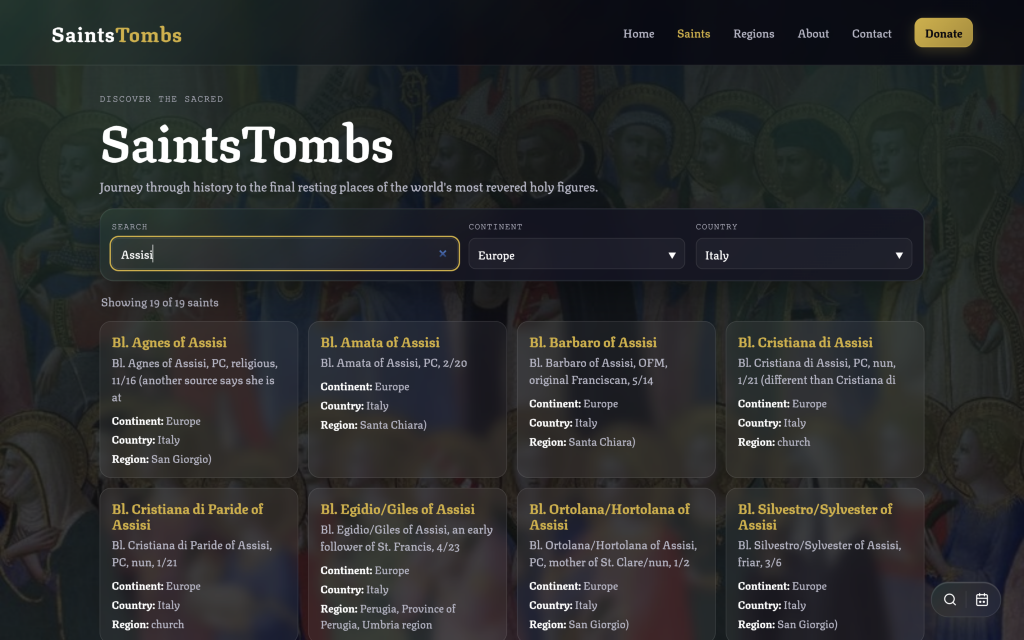 SaintsTombs
Home Saints Regions About Contact Donate
DISCOVER THE SACRED
SaintsTombs
Journey through history to the final resting places of the world's most revered holy figures.
SEARCH CONTINENT COUNTRY
Assisi Europe Italy
Showing 19 of 19 saints
Bl. Agnes of Assisi
Bl. Agnes of Assisi, PC, religious,
11/16 (another source says she is
at
Continent: Europe
Country: Italy
Region: San Giorgio)
Bl. Amata of Assisi
Bl. Amata of Assisi, PC, 2/20
Continent: Europe
Country: Italy
Region: Santa Chiara)
Bl. Barbaro of Assisi
Bl. Barbaro of Assisi, OFM,
original Franciscan, 5/14
Continent: Europe
Country: Italy
Region: Santa Chiara)
Bl. Cristiana di Assisi
Bl. Cristiana di Assisi, PC, nun,
1/21 (different than Cristiana di
Continent: Europe
Country: Italy
Region: church
Bl. Cristiana di Paride of
Assisi
Bl. Cristiana di Paride of Assisi,
PC, nun, 1/21
Continent: Europe
Country: Italy
Region: church
Bl. Egidio/Giles of Assisi
Bl. Egidio/Giles of Assisi, an early
follower of St. Francis, 4/23
Continent: Europe
Country: Italy
Region: Perugia, Province of
Perugia, Umbria region
Bl. Ortolana/Hortolana of
Assisi
Bl. Ortolana/Hortolana of Assisi,
PC, mother of St. Clare/nun, 1/2
Continent: Europe
Country: Italy
Region: San Giorgio)
Bl. Silvestro/Sylvester of
Assisi
Bl. Silvestro/Sylvester of Assisi,
friar, 3/6
Continent: Europe
Country: Italy
Region: San Giorgio)